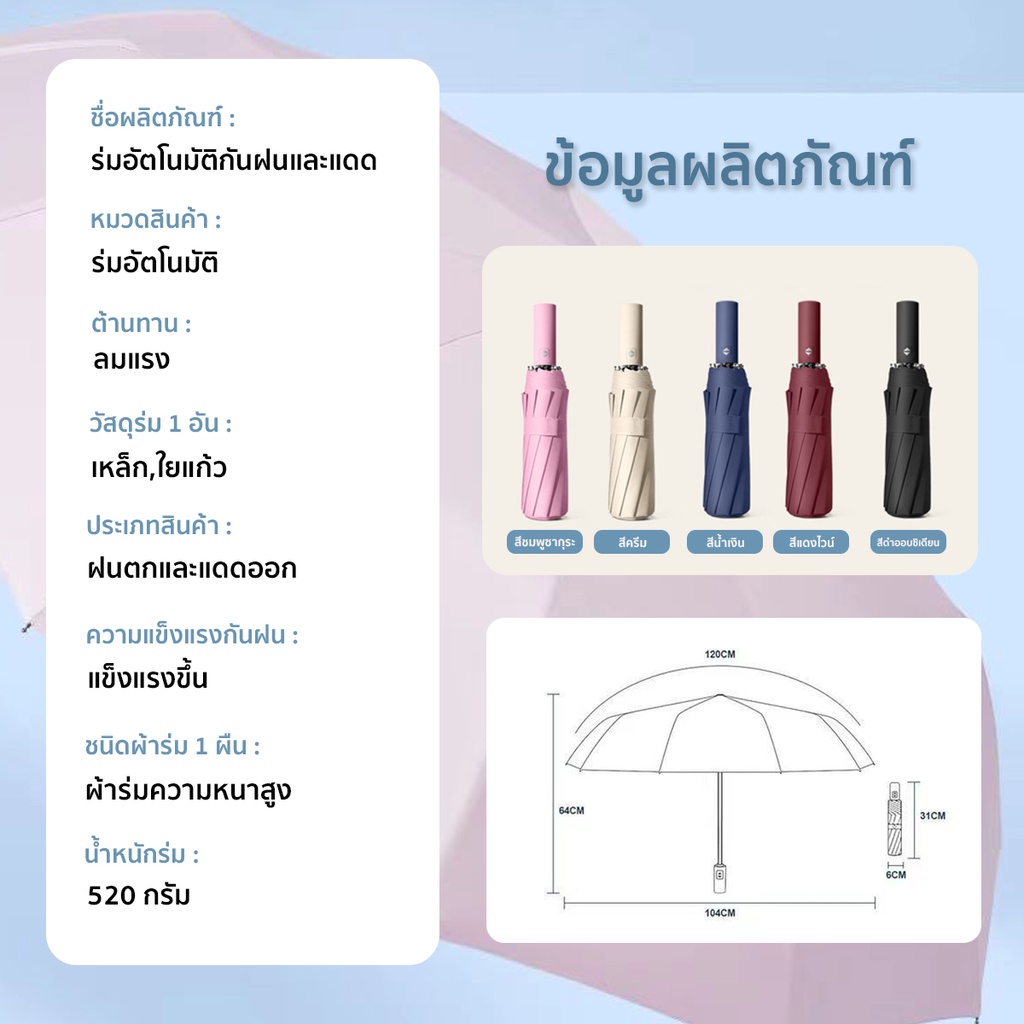 ชื่อผลิตภัณฑ์ :
ร่มอัตโนมัติกันฝนและแดด
หมวดสินค้า :
ร่มอัตโนมัติ
ต้านทาน :
ลมแรง
วัสดุร่ม 1 อัน :
เหล็ก,ใยแก้ว
ประเภทสินค้า :
ฝนตกและแดดออก
ความแข็งแรงกันฝน :
แข็งแรงขึ้น
ชนิดผ้าร่ม 1 ผืน :
ผ้าร่มความหนาสูง
น้ำหนักร่ม :
520 กรัม
ข้อมูลผลิตภัณฑ์
สีชมพูซากุระ
สีครีม
สีน้ำเงิน
สีแดงไวน์
สีดำออบซิเดียน
120CM
64CM
31CM
6CM
104CM